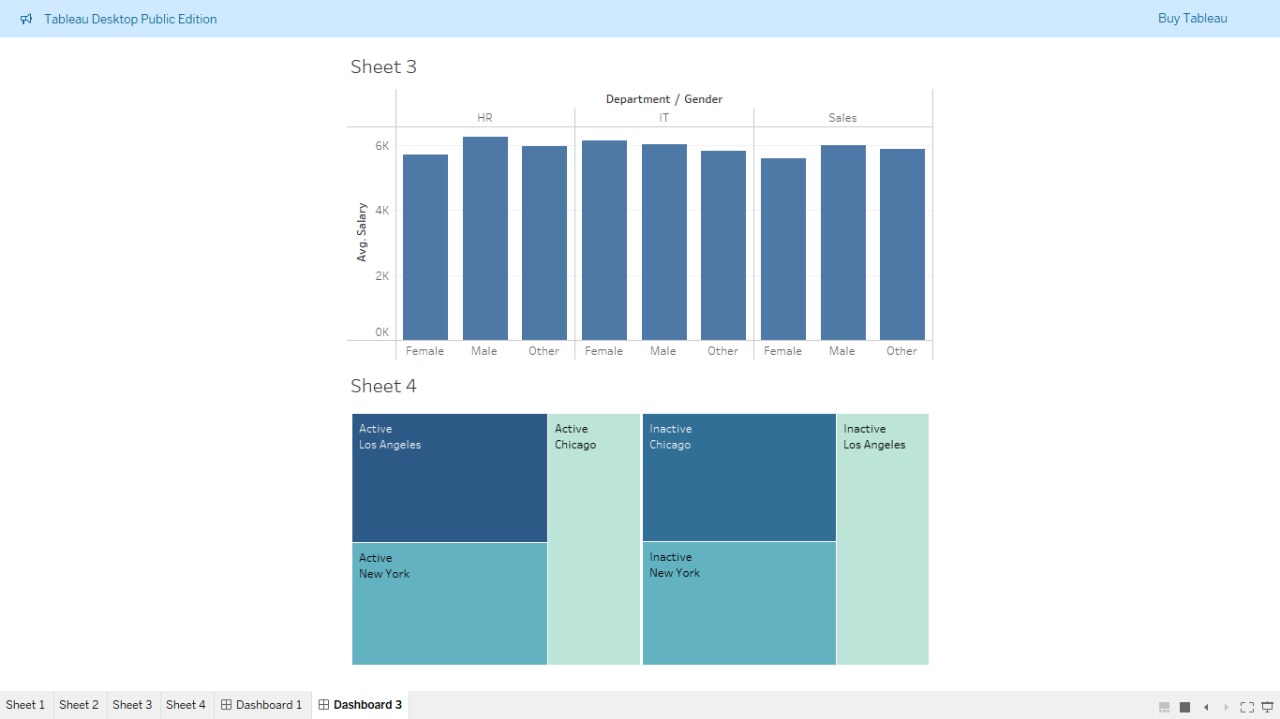 Tableau Desktop Public Edition
Buy Tableau
Sheet 3
Department / Gender
HR IT Sales
6K
4K
2K
0K
Avg. Salary
Female Male Other Female Male Other Female Male Other
Sheet 4
Active
Los Angeles
Active
Chicago
Inactive
Chicago
Inactive
Los Angeles
Active
New York
Inactive
New York
Sheet 1 Sheet 2 Sheet 3 Sheet 4 Dashboard 1 Dashboard 3